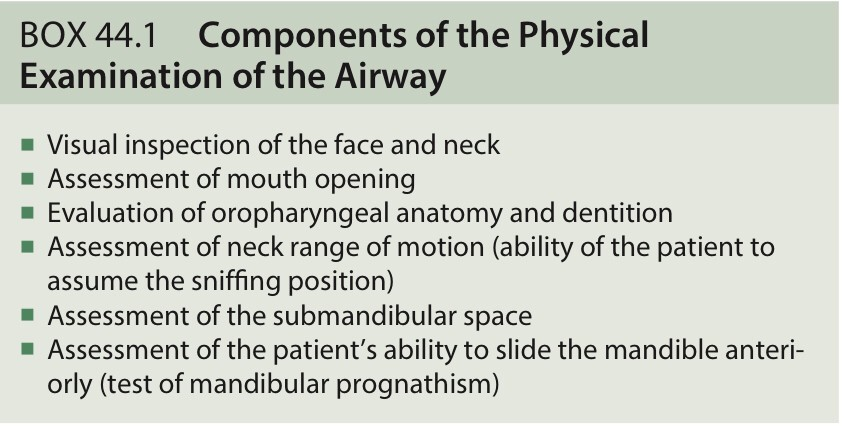 BOX 44.1 Components of the Physical
Examination of the Airway
■ Visual inspection of the face and neck
■ Assessment of mouth opening
■ Evaluation of oropharyngeal anatomy and dentition
■ Assessment of neck range of motion (ability of the patient to
assume the sniffing position)
■ Assessment of the submandibular space
■ Assessment of the patient’s ability to slide the mandible anteri-
orly (test of mandibular prognathism)